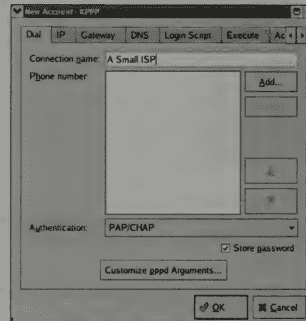 New Account - KPPP
Dial IP Gateway DNS Login Script Execute Ac
Connection name: A Small ISP
Phone number
Add...
Authentication: PAP/CHAP
Store password
Customize pppd Arguments...
OK Cancel